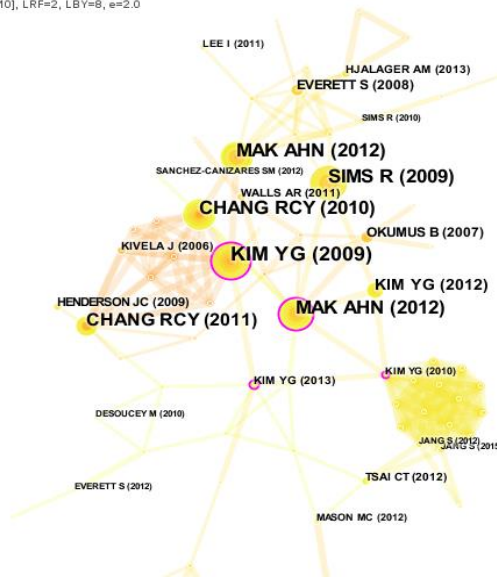 10], LRF=2, LBY=8, e=2.0
LEE I (2011)
HJALAGER AM (2013)
EVERETT S (2008)
SIMS R (2010)
MAK AHN (2012)
SANCHEZ-CANIZARES SM (2012)
SIMS R (2009)
WALLS AR (2011)
CHANG RCY (2010)
OKUMUS B (2007)
KIVELA J (2006)
KIM YG (2009)
KIM YG (2012)
HENDERSON JC (2009)
MAK AHN (2012)
CHANG RCY (2011)
KIM YG (2010)
KIM YG (2013)
DESOUCEY M (2010)
JANG S (2012)
JANG S (2015
TSAI CT (2012)
EVERETT S (2012)
MASON MC (2012)